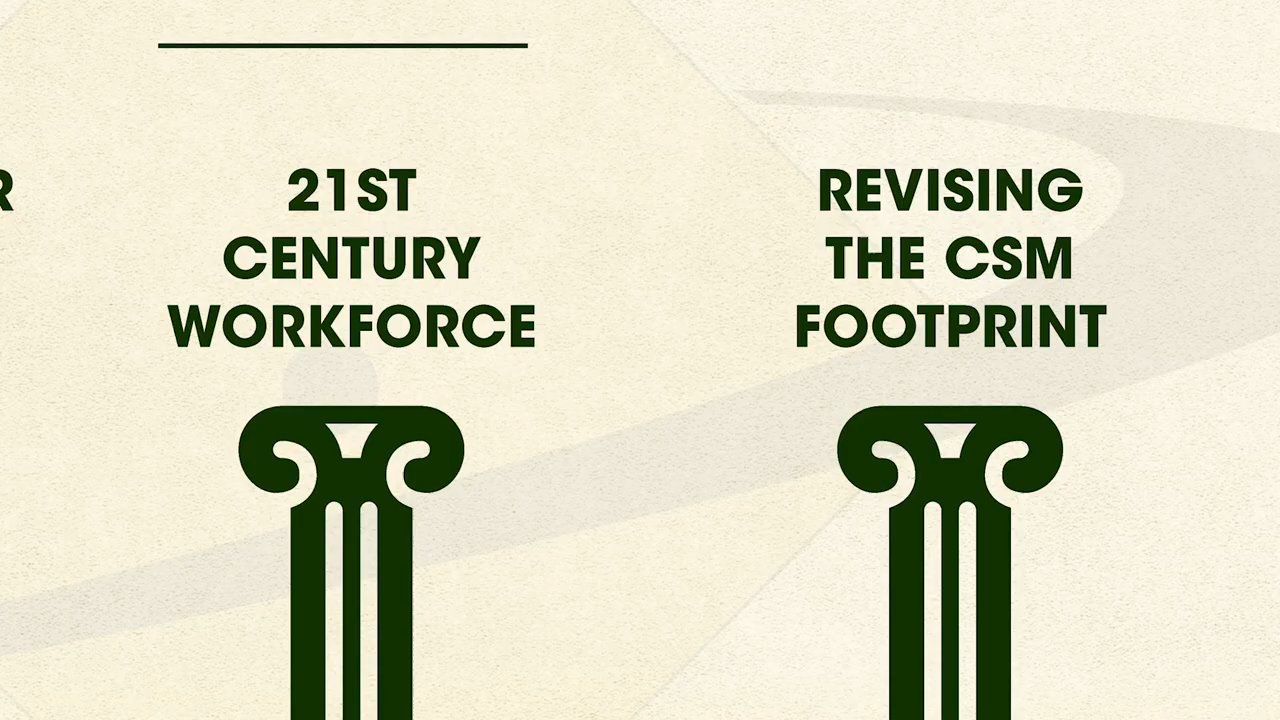 21ST
CENTURY
WORKFORCE
REVISING
THE CSM
FOOTPRINT